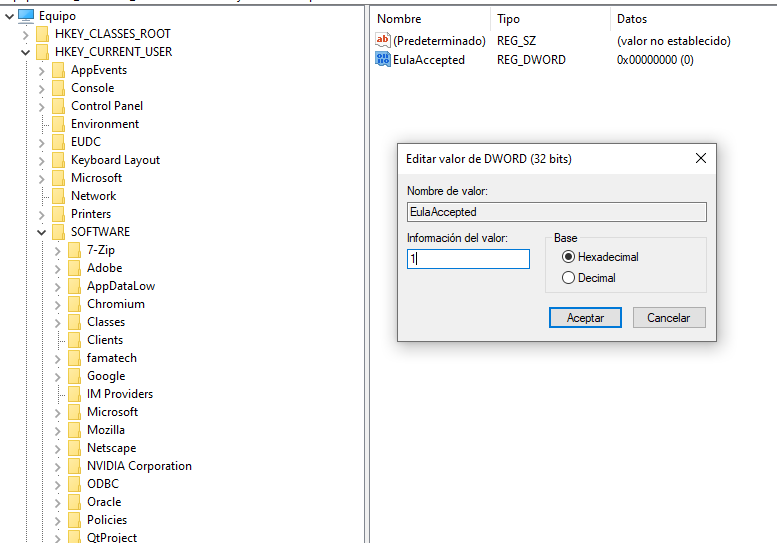 Equipo
HKEY_CLASSES_ROOT
HKEY_CURRENT_USER
AppEvents
Console
Control Panel
Environment
EUDC
Keyboard Layout
Microsoft
Network
Printers
SOFTWARE
7-Zip
Adobe
AppDataLow
Chromium
Classes
Clients
famatech
Google
IM Providers
Microsoft
Mozilla
Netscape
NVIDIA Corporation
ODBC
Oracle
Policies
QtProject
Nombre Tipo Datos
ab (Predeterminado) REG_SZ (valor no establecido)
EulaAccepted REG_DWORD 0x00000000 (0)
Editar valor de DWORD (32 bits)
Nombre de valor:
EulaAccepted
Información del valor: Base
1 Hexadecimal
Decimal
Aceptar Cancelar